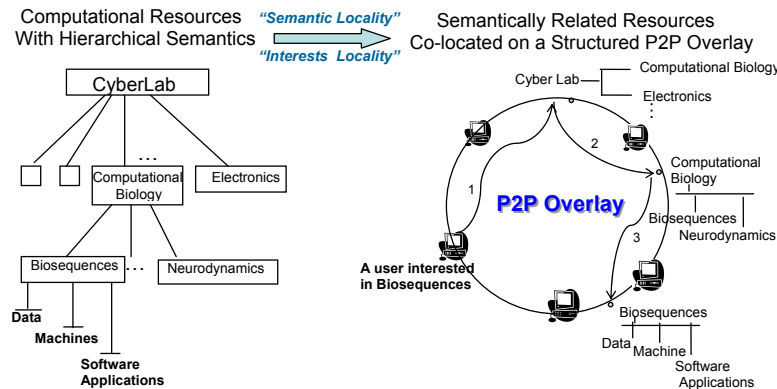 Computational Resources
With Hierarchical Semantics
"Semantic Locality"
"Interests Locality"
Semantically Related Resources
Co-located on a Structured P2P Overlay
CyberLab
...
Computational
Biology
Electronics
Biosequences
...
Neurodynamics
Data
Machines
Software
Applications
Cyber Lab
Computational Biology
Electronics
...
1
2
3
P2P Overlay
A user interested
in Biosequences
Computational
Biology
Biosequences
Neurodynamics
Biosequences
Data
Machine
Software
Applications